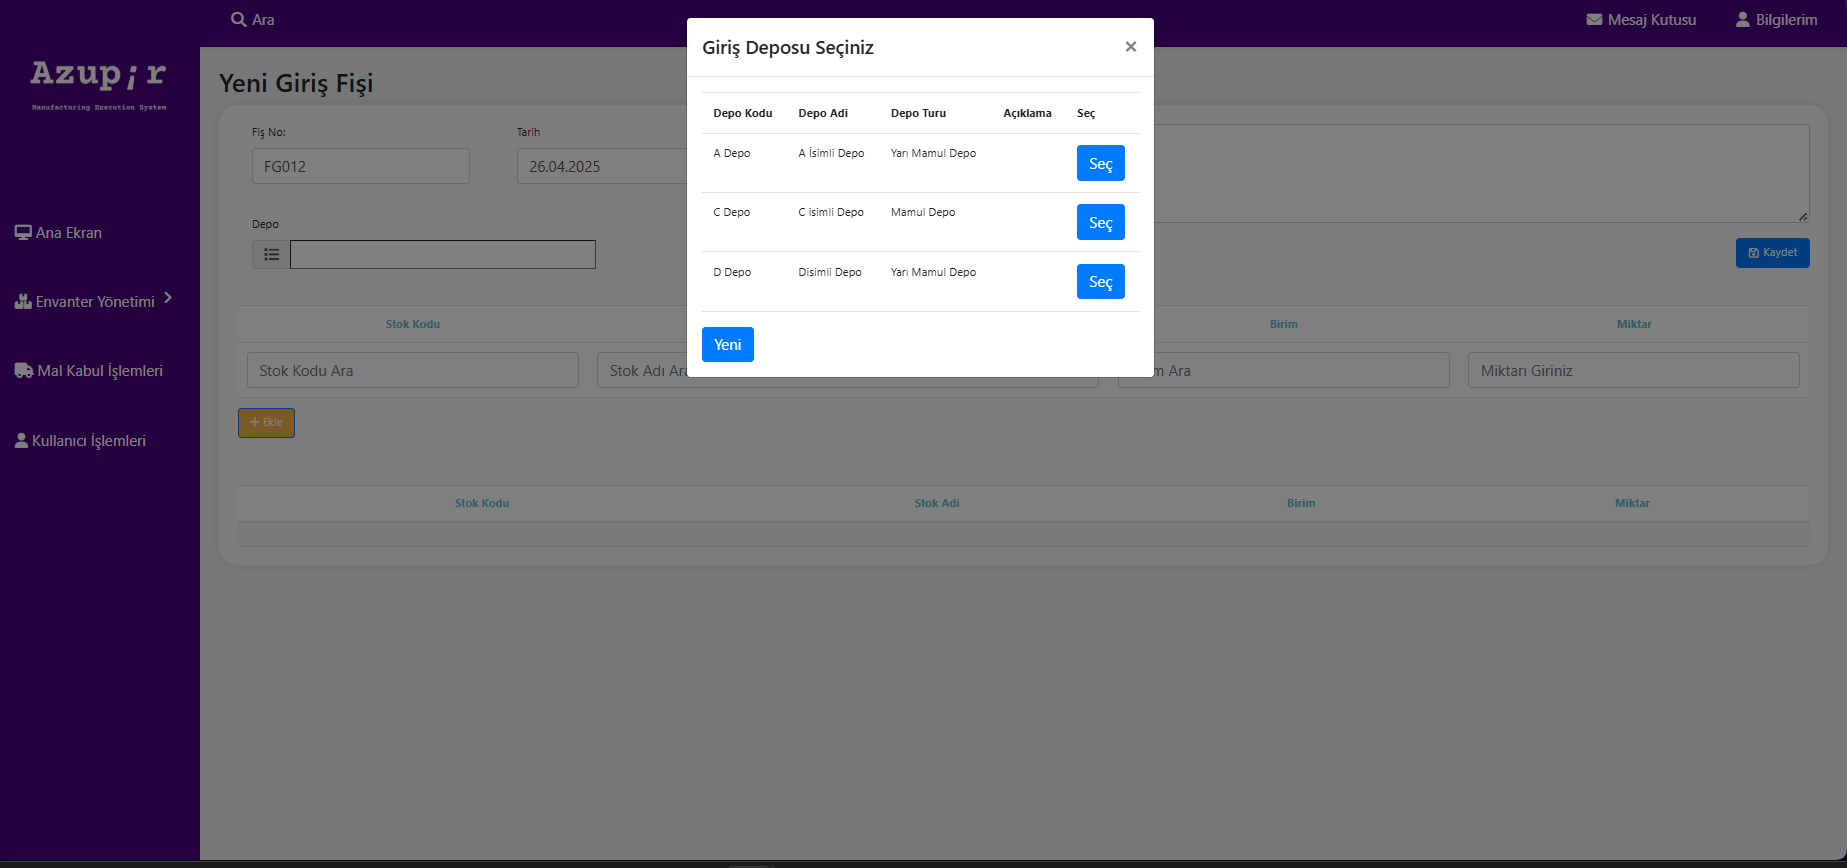 Ara
Mesaj Kutusu
Bilgilerim
Azup;r
Manufacturing Execution System
Ana Ekran
Envanter Yönetimi
Mal Kabul İşlemleri
Kullanıcı İşlemleri
Yeni Giriş Fişi
Fiş No:
Tarih
FG012
26.04.2025
Depo
Kaydet
Giriş Deposu Seçiniz
×
Depo Kodu Depo Adi Depo Turu Açıklama Seç
A Depo A İsimli Depo Yarı Mamul Depo Seç
C Depo C isimli Depo Mamul Depo Seç
D Depo Disimli Depo Yarı Mamul Depo Seç
Yeni
Stok Kodu Birim Miktar
Stok Kodu Ara Stok Adı Ara Ara Miktarı Giriniz
+ Ekle
Stok Kodu Stok Adi Birim Miktar